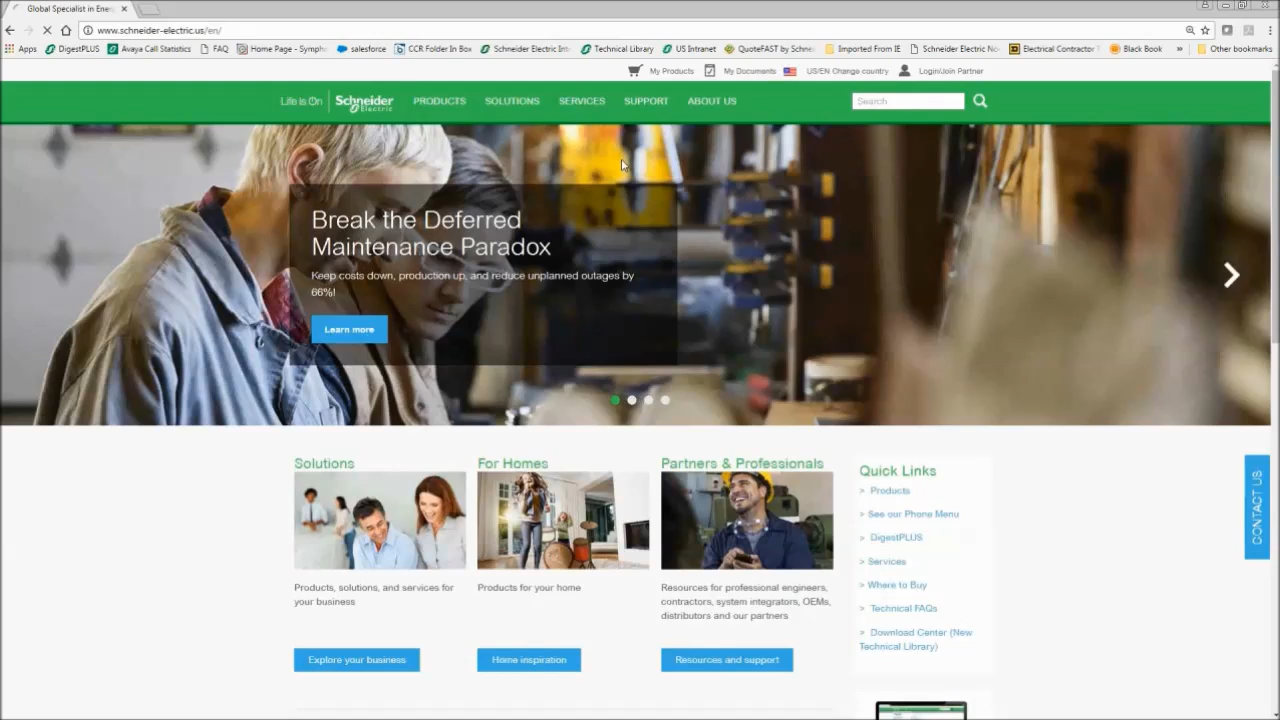 Global Specialist in Ener
www.schneider-electric.us/en/
Apps DigestPLUS Avaya Call Statistics FAQ Home Page - Symph salesforce CCR Folder In Box Schneider Electric Int Technical Library US Intranet QuoteFAST by Schne Imported From IE Schneider Electric No Electrical Contractor T Black Book » Other bookmarks
My Products My Documents US/EN Change country Login/Join Partner
Life Is On Schneider Electric PRODUCTS SOLUTIONS SERVICES SUPPORT ABOUT US Search
Break the Deferred
Maintenance Paradox
Keep costs down, production up, and reduce unplanned outages by
66%!
Learn more
Solutions
Products, solutions, and services for
your business
Explore your business
For Homes
Products for your home
Home inspiration
Partners & Professionals
Resources for professional engineers,
contractors, system integrators, OEMs,
distributors and our partners
Resources and support
Quick Links
> Products
> See our Phone Menu
> DigestPLUS
> Services
> Where to Buy
> Technical FAQs
> Download Center (New
Technical Library)
CONTACT US